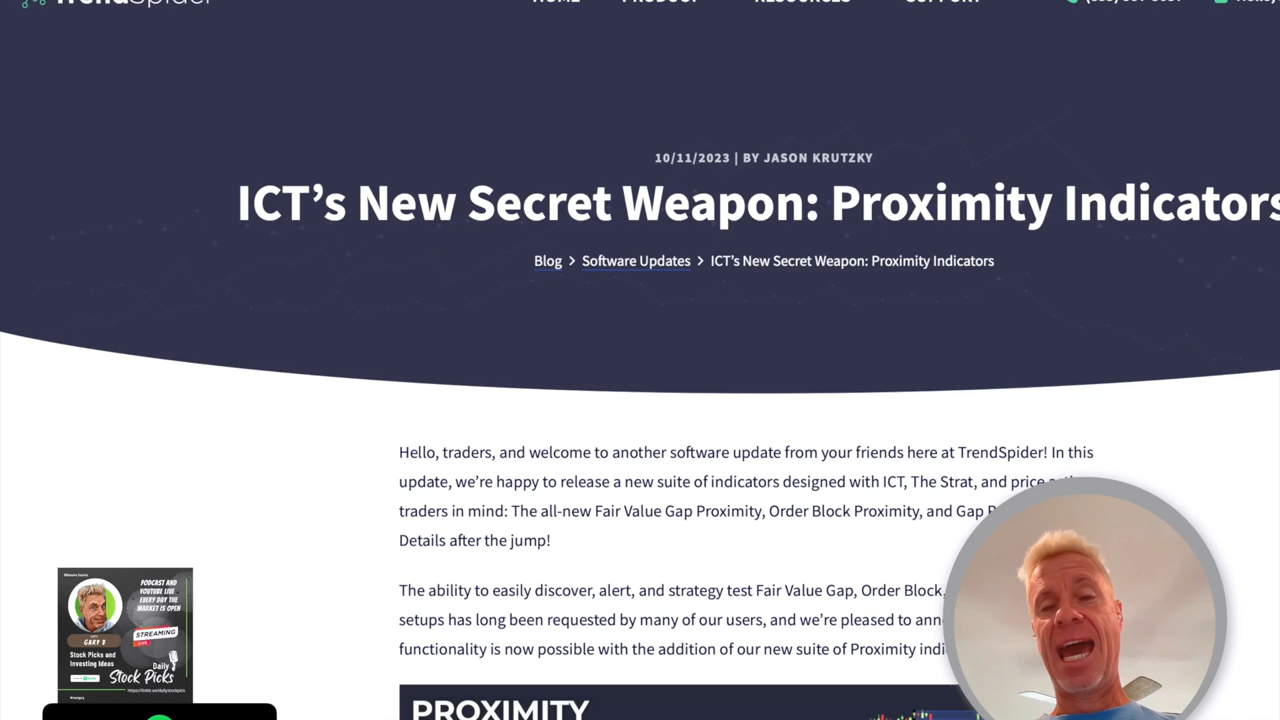 TrendSpider
HOME PRODUCT RESOURCES SUPPORT
10/11/2023 | BY JASON KRUTZKY
ICT’s New Secret Weapon: Proximity Indicators
Blog > Software Updates > ICT’s New Secret Weapon: Proximity Indicators
Hello, traders, and welcome to another software update from your friends here at TrendSpider! In this
update, we’re happy to release a new suite of indicators designed with ICT, The Strat, and price
traders in mind: The all-new Fair Value Gap Proximity, Order Block Proximity, and Gap
Details after the jump!
The ability to easily discover, alert, and strategy test Fair Value Gap, Order Block,
setups has long been requested by many of our users, and we’re pleased to
functionality is now possible with the addition of our new suite of Proximity
PROXIMITY
PODCAST AND
YOUTUBE LIVE
EVERY DAY THE
MARKET IS OPEN
STREAMING
LIVE
GARY V
Stock Picks and
Investing Ideas
Daily
Stock Picks